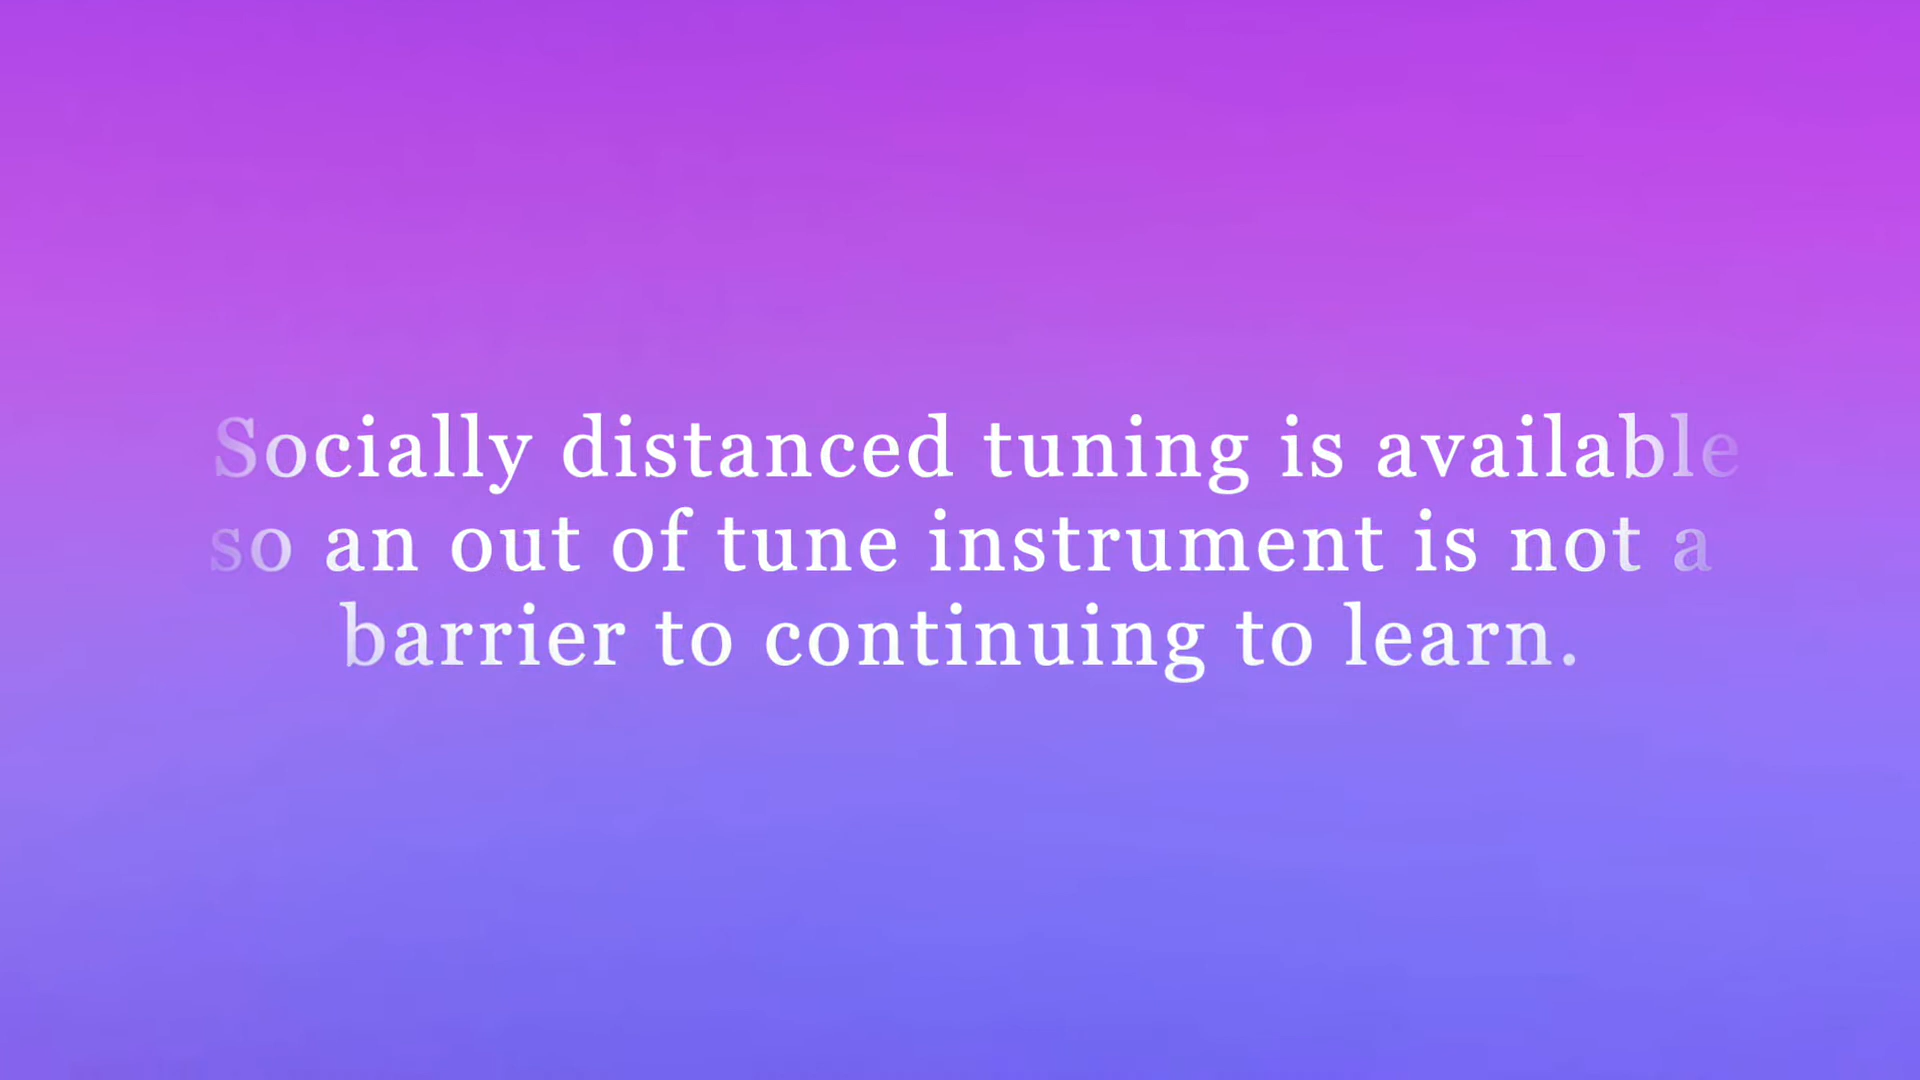 Socially distanced tuning is available
so an out of tune instrument is not a
barrier to continuing to learn.